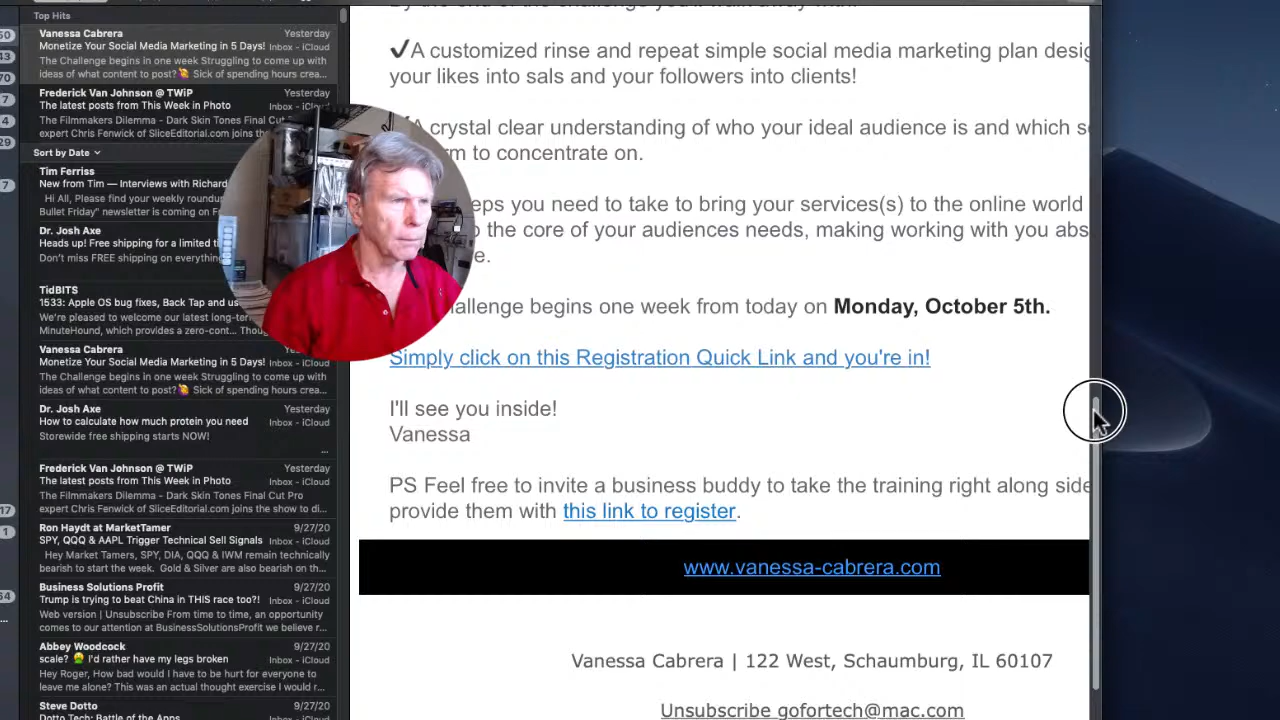 Top Hits
Vanessa Cabrera Yesterday
Monetize Your Social Media Marketing in 5 Days! Inbox - iCloud
The Challenge begins in one week Struggling to come up with
ideas of what content to post?🙋 Sick of spending hours crea...
Frederick Van Johnson @ TWiP Yesterday
The latest posts from This Week in Photo Inbox - iCloud
The Filmmakers Dilemma - Dark Skin Tones Final Cut Pro
expert Chris Fenwick of SliceEditorial.com joins the
Sort by Date
Tim Ferriss
New from Tim — Interviews with Richard
Hi All, Please find your weekly roundup
Bullet Friday" newsletter is coming on F
Dr. Josh Axe
Heads up! Free shipping for a limited
Don't miss FREE shipping on everything
TidBITS
1533: Apple OS bug fixes, Back Tap and
We're pleased to welcome our latest long-
MinuteHound, which provides a zero-cont...
Vanessa Cabrera
Monetize Your Social Media Marketing in 5 Days! Inbox - iCloud
The Challenge begins in one week Struggling to come up with
ideas of what content to post?🙋 Sick of spending hours crea...
Dr. Josh Axe Yesterday
How to calculate how much protein you need Inbox - iCloud
Storewide free shipping starts NOW!
...
Frederick Van Johnson @ TWiP Yesterday
The latest posts from This Week in Photo Inbox - iCloud
The Filmmakers Dilemma - Dark Skin Tones Final Cut Pro
expert Chris Fenwick of SliceEditorial.com joins the show to di...
Ron Haydt at MarketTamer 9/27/20
SPY, QQQ & AAPL Trigger Technical Sell Signals Inbox - iCloud
Hey Market Tamers, SPY, DIA, QQQ & IWM remain technically
bearish to start the week. Gold & Silver are also bearish on th...
Business Solutions Profit 9/27/20
Trump is trying to beat China in THIS race too?! Inbox - iCloud
Web version | Unsubscribe From time to time, an opportunity
comes to our attention at BusinessSolutionsProfit we believe r...
Abbey Woodcock 9/27/20
scale? 🤮 I'd rather have my legs broken Inbox - iCloud
Hey Roger, How bad would I have to be hurt for everyone to
leave me alone? This was an actual thought exercise I would r...
Steve Dotto 9/27/20
Dotto Tech: Battle of the Apps Inbox - iCloud
✔A customized rinse and repeat simple social media marketing plan desig
your likes into sals and your followers into clients!
A crystal clear understanding of who your ideal audience is and which
to concentrate on.
you need to take to bring your services(s) to the online world
the core of your audiences needs, making working with you abs
begins one week from today on Monday, October 5th.
Simply click on this Registration Quick Link and you're in!
I'll see you inside!
Vanessa
PS Feel free to invite a business buddy to take the training right along side
provide them with this link to register.
www.vanessa-cabrera.com
Vanessa Cabrera | 122 West, Schaumburg, IL 60107
Unsubscribe gofortech@mac.com